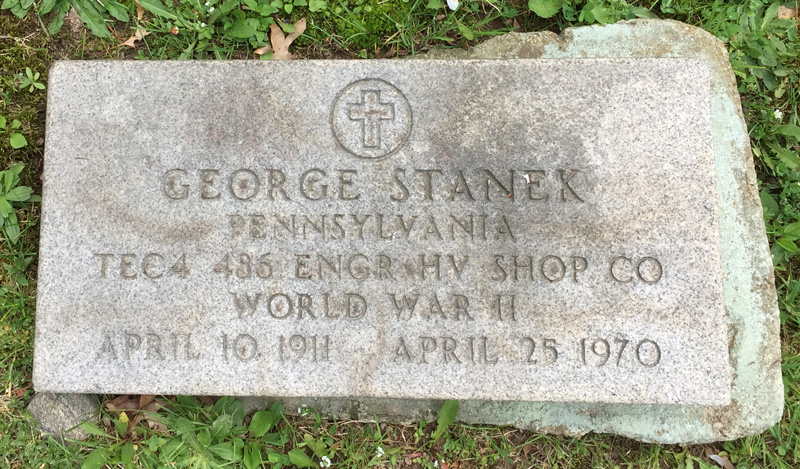 GEORGE STANEK
PENNSYLVANIA
TEC4 486 ENGR HV SHOP CO
WORLD WAR II
APRIL 10 1911 APRIL 25 1970